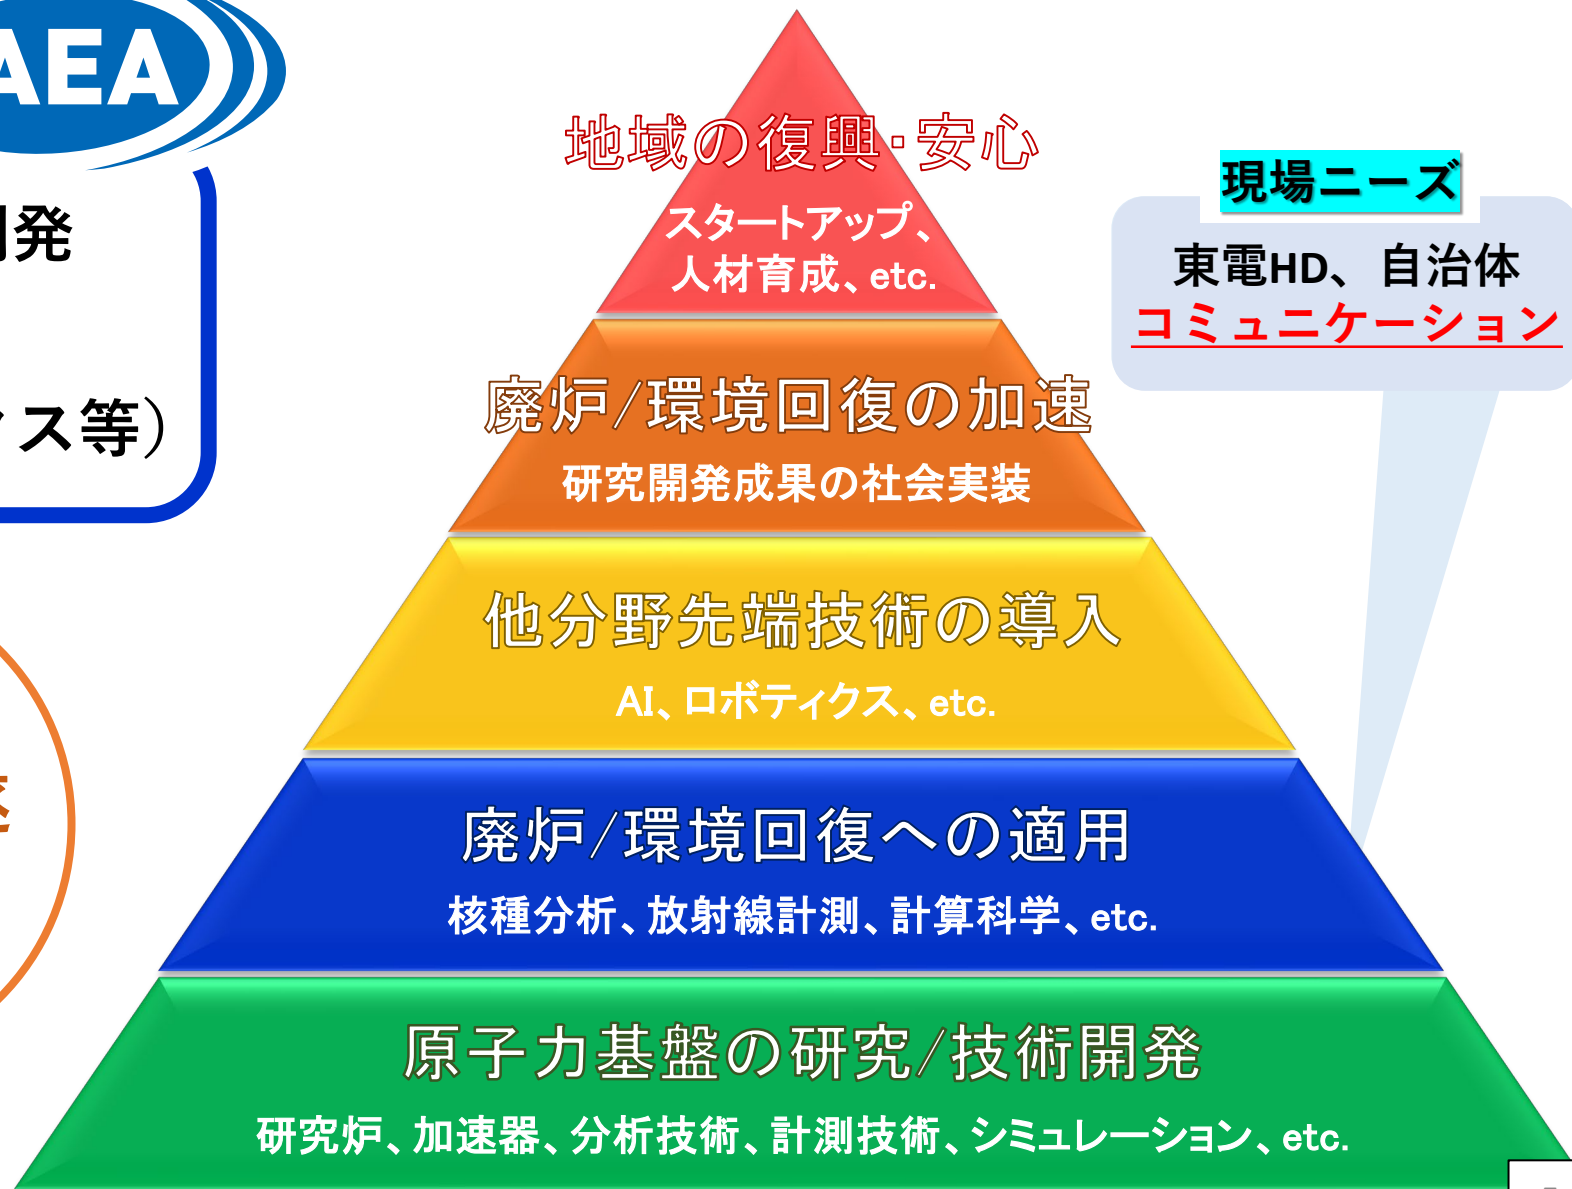 AEA
発
ィス等）
地域の復興・安心
スタートアップ、
人材育成、etc.
現場ニーズ
東電HD、自治体
コミュニケーション
廃炉/環境回復の加速
研究開発成果の社会実装
他分野先端技術の導入
AI、ロボティクス、etc.
廃炉/環境回復への適用
核種分析、放射線計測、計算科学、etc.
原子力基盤の研究/技術開発
研究炉、加速器、分析技術、計測技術、シミュレーション、etc.